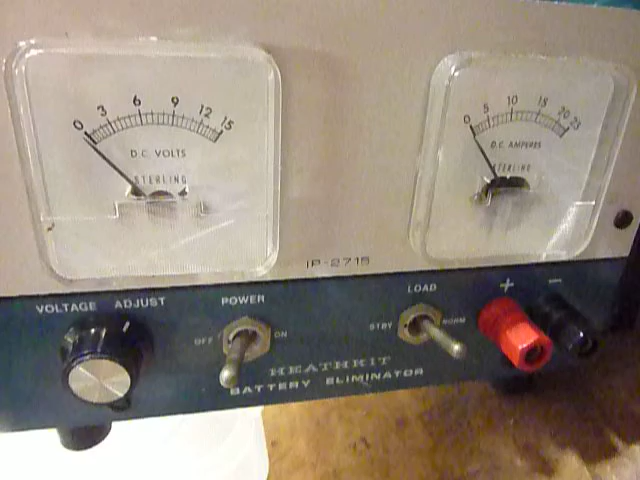 0 3 6 9 12 15
D.C. VOLTS
STERLING
0 5 10 15 20 25
D.C. AMPERES
STERLING
IP-2715
VOLTAGE ADJUST
POWER
OFF ON
LOAD
STBY NORM
+ −
HEATHKIT
BATTERY ELIMINATOR